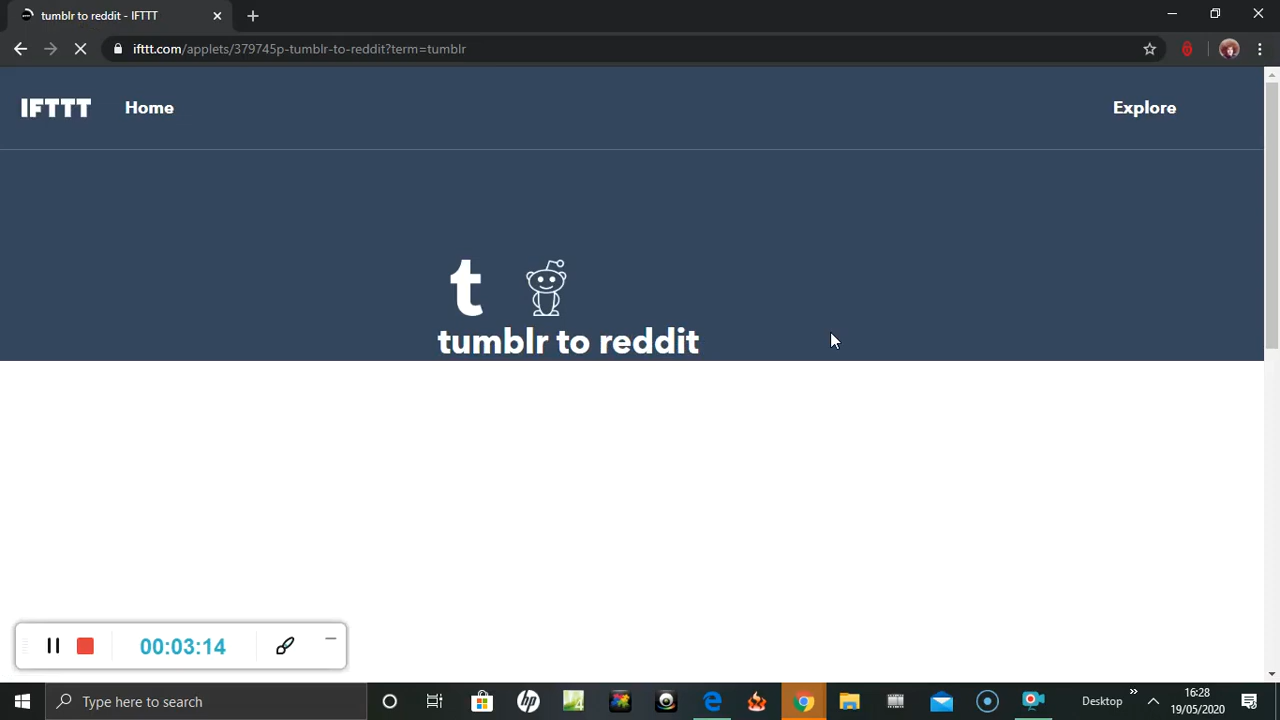 tumblr to reddit - IFTTT
ifttt.com/applets/379745p-tumblr-to-reddit?term=tumblr
IFTTT Home Explore
t
tumblr to reddit
00:03:14
Type here to search
hp
Desktop
16:28
19/05/2020